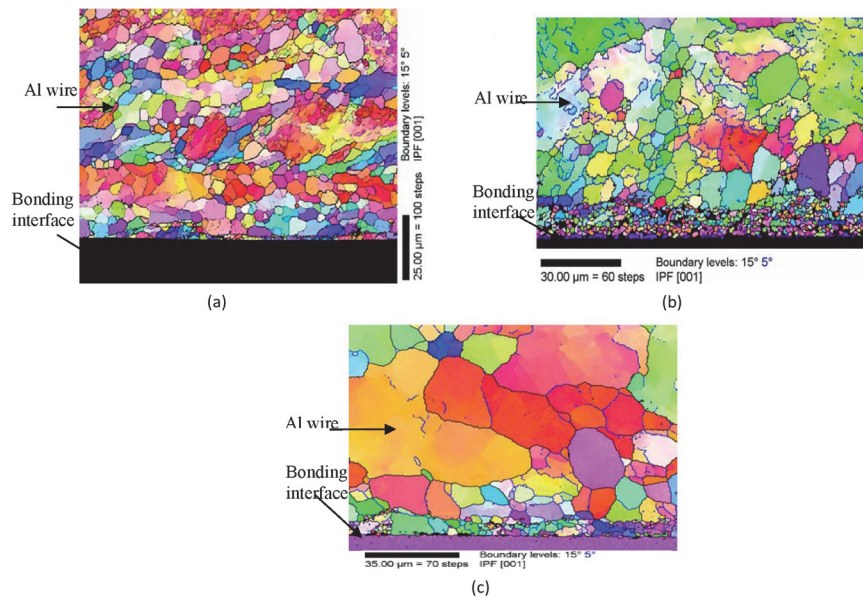 Al wire
Bonding
interface
25.00 µm = 100 steps
Boundary levels: 15° 5°
IPF [001]
(a)
Al wire
Bonding
interface
30.00 µm = 60 steps
Boundary levels: 15° 5°
IPF [001]
(b)
Al wire
Bonding
interface
35.00 µm = 70 steps
Boundary levels: 15° 5°
IPF [001]
(c)